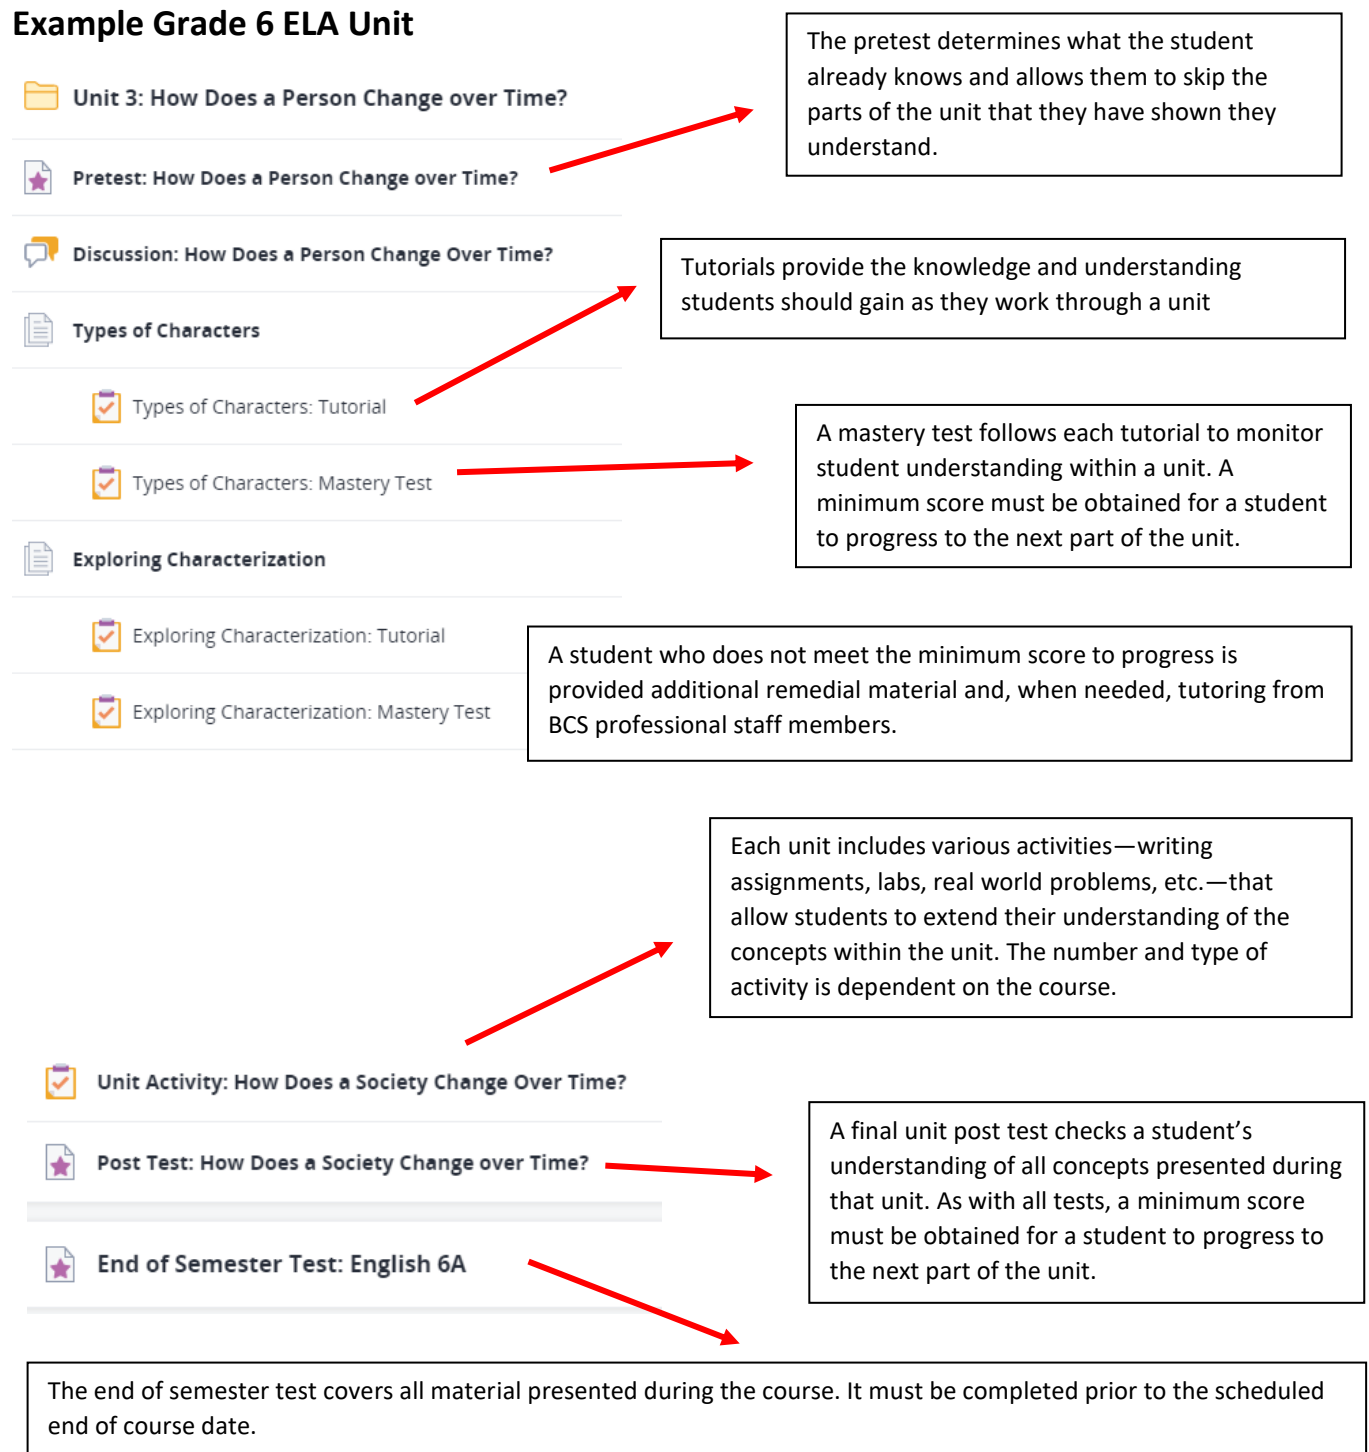 Example Grade 6 ELA Unit
The pretest determines what the student
already knows and allows them to skip the
parts of the unit that they have shown they
understand.
Unit 3: How Does a Person Change over Time?
Pretest: How Does a Person Change over Time?
Discussion: How Does a Person Change Over Time?
Tutorials provide the knowledge and understanding
students should gain as they work through a unit
Types of Characters
Types of Characters: Tutorial
A mastery test follows each tutorial to monitor
student understanding within a unit. A
minimum score must be obtained for a student
to progress to the next part of the unit.
Types of Characters: Mastery Test
Exploring Characterization
Exploring Characterization: Tutorial
Exploring Characterization: Mastery Test
A student who does not meet the minimum score to progress is
provided additional remedial material and, when needed, tutoring from
BCS professional staff members.
Each unit includes various activities—writing
assignments, labs, real world problems, etc.—that
allow students to extend their understanding of the
concepts within the unit. The number and type of
activity is dependent on the course.
Unit Activity: How Does a Society Change Over Time?
Post Test: How Does a Society Change over Time?
A final unit post test checks a student’s
understanding of all concepts presented during
that unit. As with all tests, a minimum score
must be obtained for a student to progress to
the next part of the unit.
End of Semester Test: English 6A
The end of semester test covers all material presented during the course. It must be completed prior to the scheduled
end of course date.